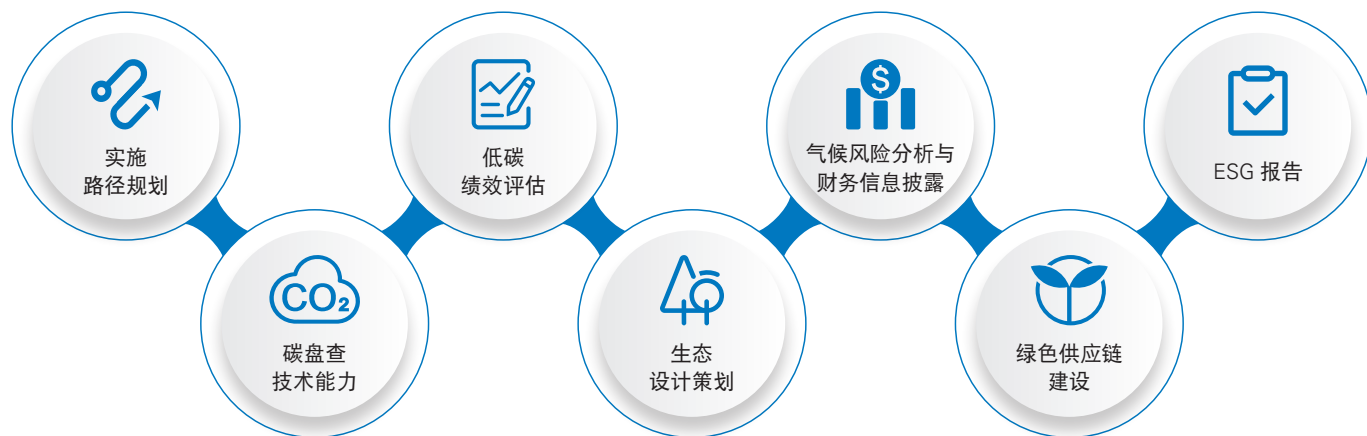 实施
路径规划
CO₂
碳盘查
技术能力
低碳
绩效评估
生态
设计策划
$
气候风险分析与
财务信息披露
绿色供应链
建设
ESG 报告